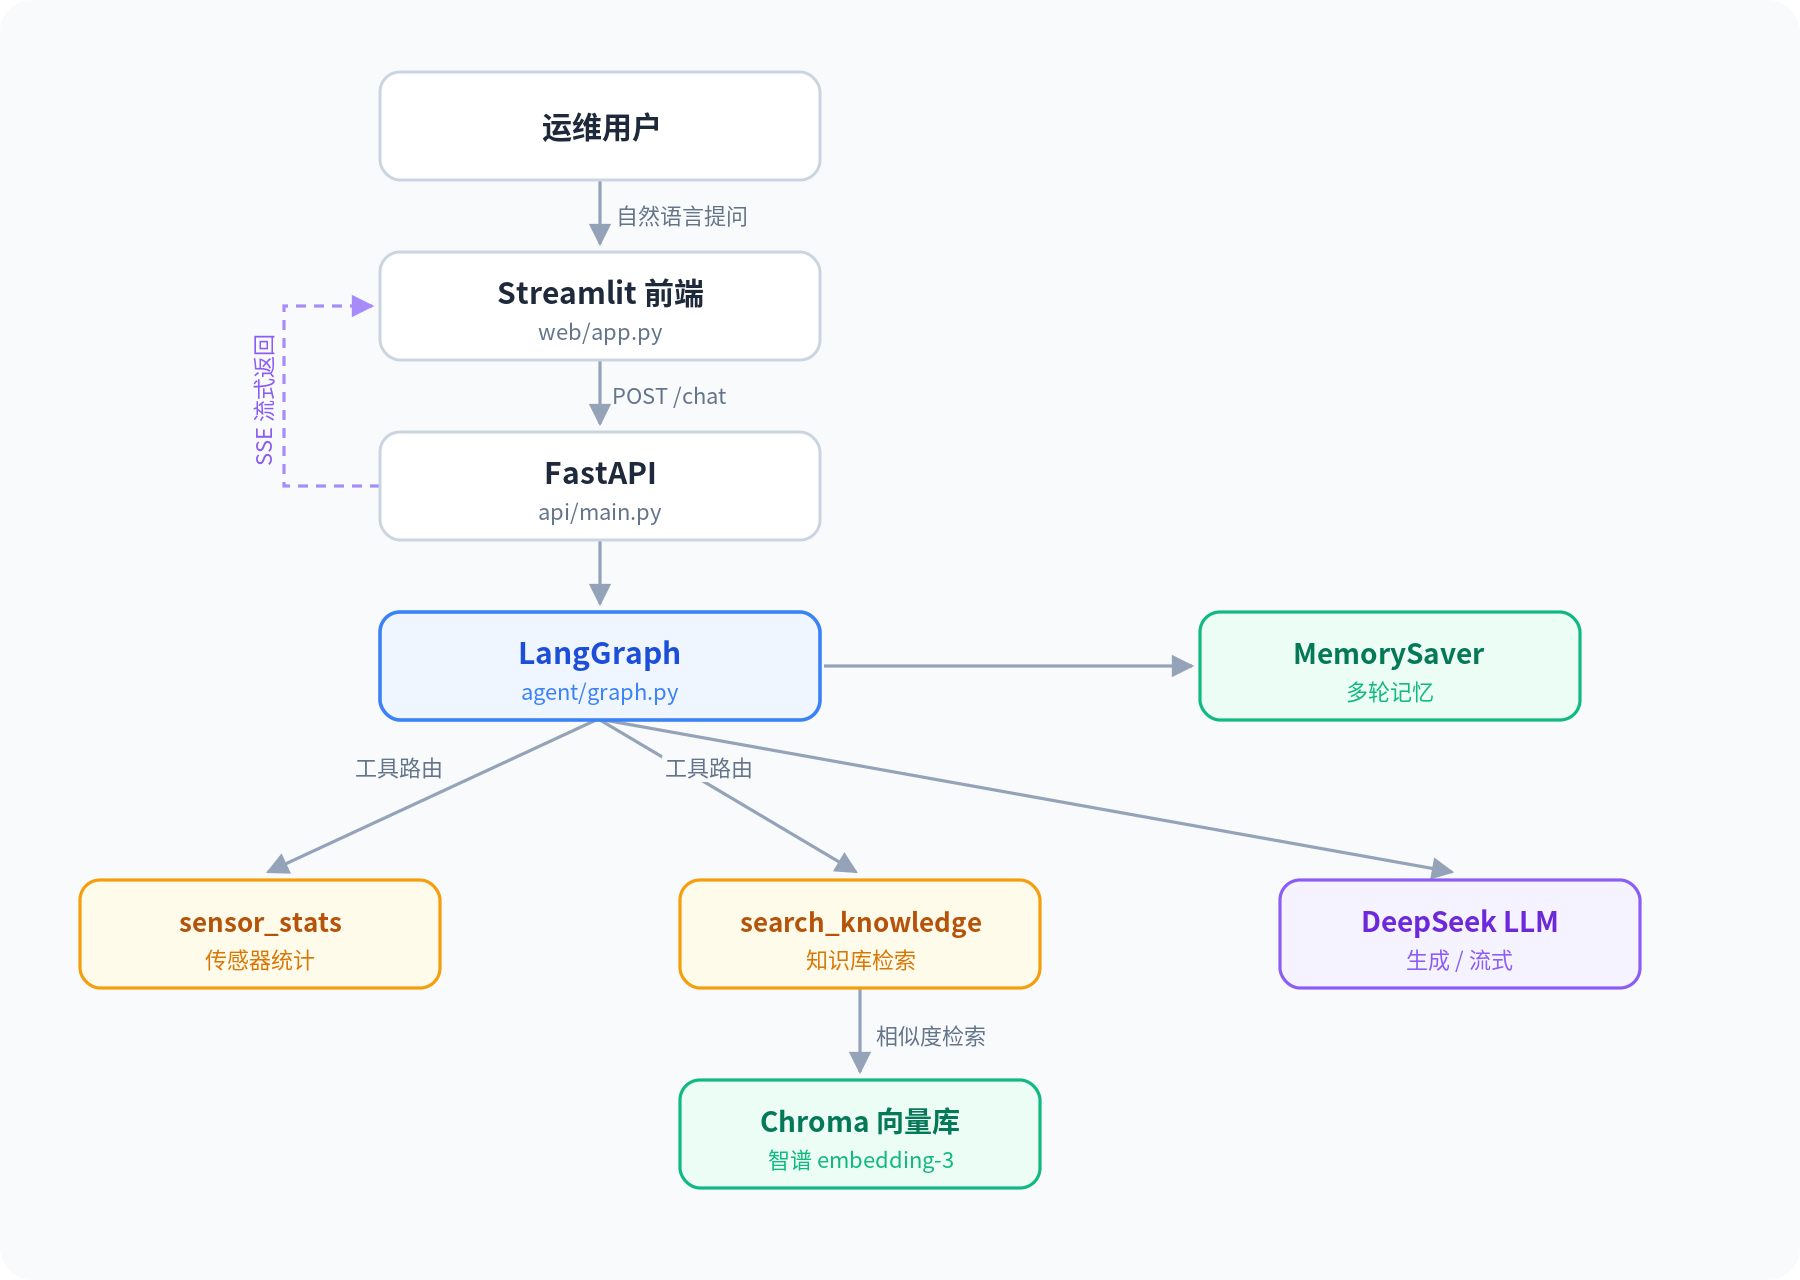 运维用户
自然语言提问
Streamlit 前端
web/app.py
SSE 流式返回
POST /chat
FastAPI
api/main.py
LangGraph
agent/graph.py
MemorySaver
多轮记忆
工具路由
工具路由
sensor_stats
传感器统计
search_knowledge
知识库检索
DeepSeek LLM
生成 / 流式
相似度检索
Chroma 向量库
智谱 embedding-3